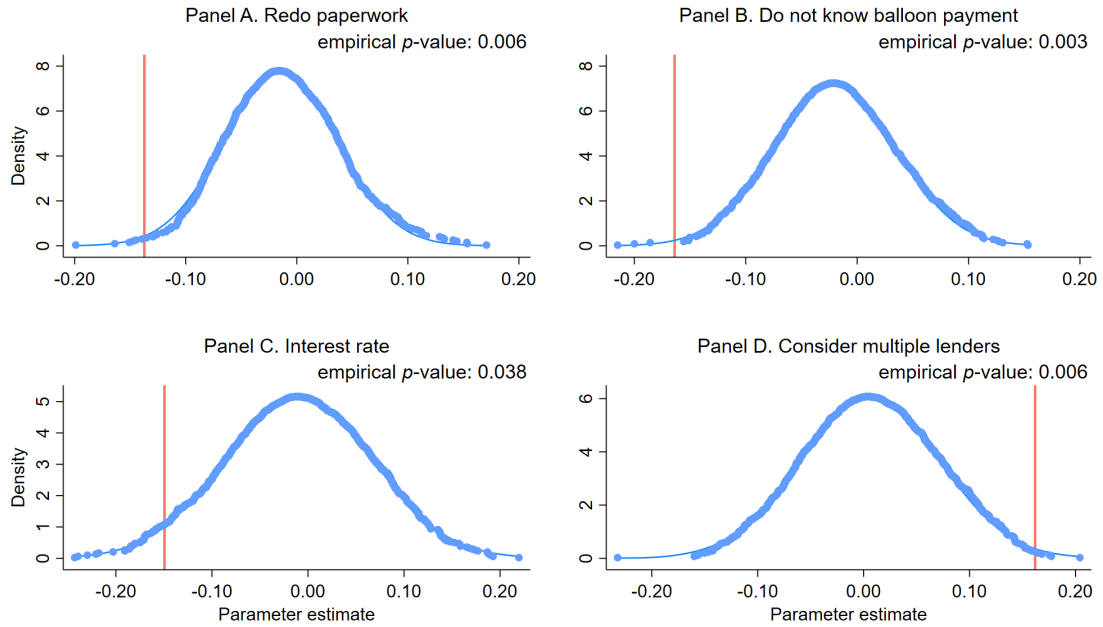 Panel A. Redo paperwork
empirical p-value: 0.006
Density
8
6
4
2
0
-0.20 -0.10 0.00 0.10 0.20
Panel B. Do not know balloon payment
empirical p-value: 0.003
8
6
4
2
0
-0.20 -0.10 0.00 0.10 0.20
Panel C. Interest rate
empirical p-value: 0.038
Density
5
4
3
2
1
0
-0.20 -0.10 0.00 0.10 0.20
Parameter estimate
Panel D. Consider multiple lenders
empirical p-value: 0.006
6
4
2
0
-0.20 -0.10 0.00 0.10 0.20
Parameter estimate